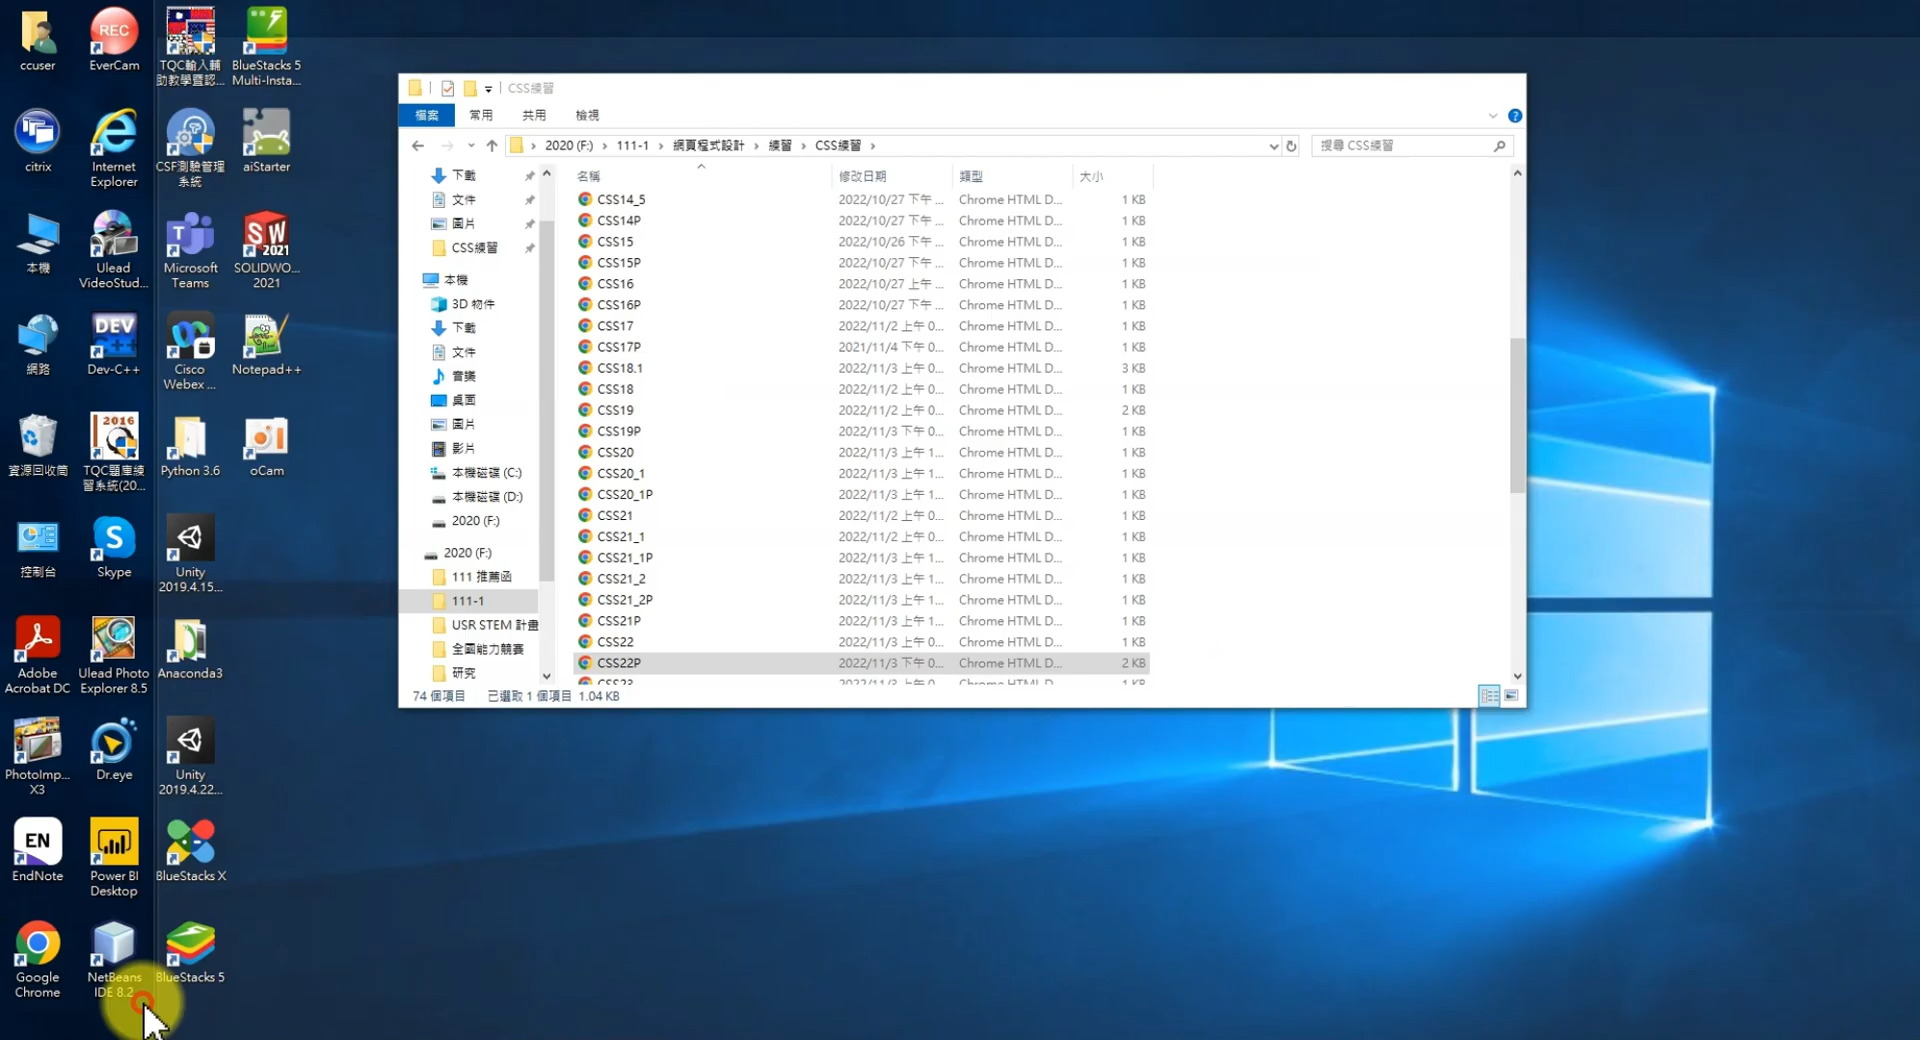 ccuser
EverCam
REC
TQC輸入輔
助教學暨認...
BlueStacks 5
Multi-Insta...
citrix
Internet
Explorer
CSF測驗管理
系統
aiStarter
本機
Ulead
VideoStud...
Microsoft
Teams
SW
2021
SOLIDWO...
2021
網路
DEV
C++
Dev-C++
Cisco
Webex ...
Notepad++
資源回收筒
2016
TQC題庫練
習系統(20...
Python 3.6
oCam
控制台
Skype
Unity
2019.4.15...
Adobe
Acrobat DC
Ulead Photo
Explorer 8.5
Anaconda3
PhotoImp...
X3
Dr.eye
Unity
2019.4.22...
EN
EndNote
Power BI
Desktop
BlueStacks X
Google
Chrome
NetBeans
IDE 8.2
BlueStacks 5
CSS練習
檔案 常用 共用 檢視
2020 (F:) › 111-1 › 網頁程式設計 › 練習 › CSS練習 ›
搜尋 CSS練習
下載
文件
圖片
CSS練習
本機
3D 物件
下載
文件
音樂
桌面
圖片
影片
本機磁碟 (C:)
本機磁碟 (D:)
2020 (F:)
2020 (F:)
111 推薦函
111-1
USR STEM 計畫
全國能力競賽
研究
名稱 修改日期 類型 大小
CSS14_5 2022/10/27 下午 ... Chrome HTML D... 1 KB
CSS14P 2022/10/27 下午 ... Chrome HTML D... 1 KB
CSS15 2022/10/26 下午 ... Chrome HTML D... 1 KB
CSS15P 2022/10/27 下午 ... Chrome HTML D... 1 KB
CSS16 2022/10/27 上午 ... Chrome HTML D... 1 KB
CSS16P 2022/10/27 下午 ... Chrome HTML D... 1 KB
CSS17 2022/11/2 上午 0... Chrome HTML D... 1 KB
CSS17P 2021/11/4 下午 0... Chrome HTML D... 1 KB
CSS18.1 2022/11/3 上午 0... Chrome HTML D... 3 KB
CSS18 2022/11/2 上午 0... Chrome HTML D... 1 KB
CSS19 2022/11/2 上午 0... Chrome HTML D... 2 KB
CSS19P 2022/11/3 下午 0... Chrome HTML D... 1 KB
CSS20 2022/11/3 上午 1... Chrome HTML D... 1 KB
CSS20_1 2022/11/3 上午 1... Chrome HTML D... 1 KB
CSS20_1P 2022/11/3 上午 1... Chrome HTML D... 1 KB
CSS21 2022/11/2 上午 0... Chrome HTML D... 1 KB
CSS21_1 2022/11/2 上午 0... Chrome HTML D... 1 KB
CSS21_1P 2022/11/3 上午 1... Chrome HTML D... 1 KB
CSS21_2 2022/11/3 上午 1... Chrome HTML D... 1 KB
CSS21_2P 2022/11/3 上午 1... Chrome HTML D... 1 KB
CSS21P 2022/11/3 上午 1... Chrome HTML D... 1 KB
CSS22 2022/11/3 上午 0... Chrome HTML D... 1 KB
CSS22P 2022/11/3 下午 0... Chrome HTML D... 2 KB
74 個項目 已選取 1 個項目 1.04 KB